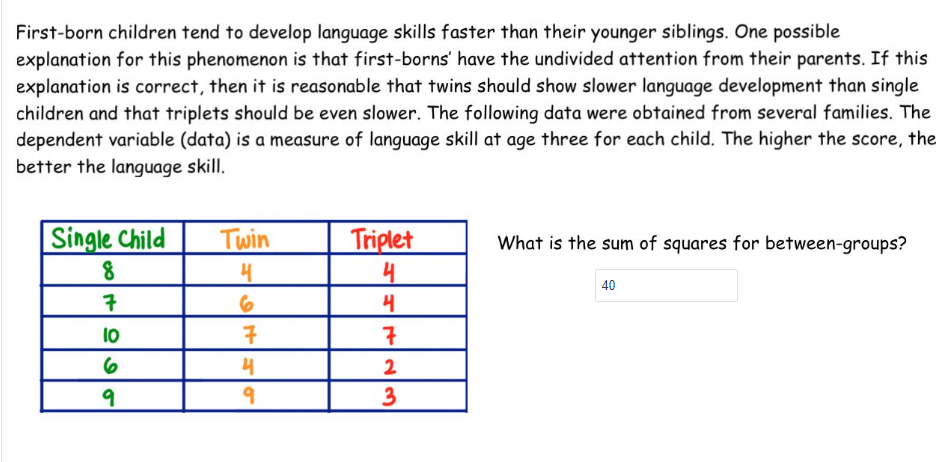 First-born children tend to develop language skills faster than their younger siblings. One possible
explanation for this phenomenon is that first-borns' have the undivided attention from their parents. If this
explanation is correct, then it is reasonable that twins should show slower language development than single
children and that triplets should be even slower. The following data were obtained from several families. The
dependent variable (data) is a measure of language skill at age three for each child. The higher the score, the
better the language skill.
Single Child Twin Triplet
8 4 4
7 6 4
10 7 7
6 4 2
9 9 3
What is the sum of squares for between-groups?
40